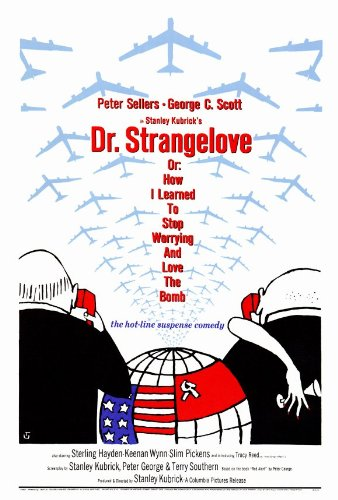 Peter Sellers · George C. Scott
in Stanley Kubrick's
Dr. Strangelove
Or:
How
I Learned
To
Stop
Worrying
And
Love
The
Bomb
the hot-line suspense comedy
also starring Sterling Hayden · Keenan Wynn Slim Pickens and introducing Tracy Reed
Screenplay by Stanley Kubrick, Peter George & Terry Southern Based on the book "Red Alert" by Peter George
Produced & Directed by Stanley Kubrick · A Columbia Pictures Release